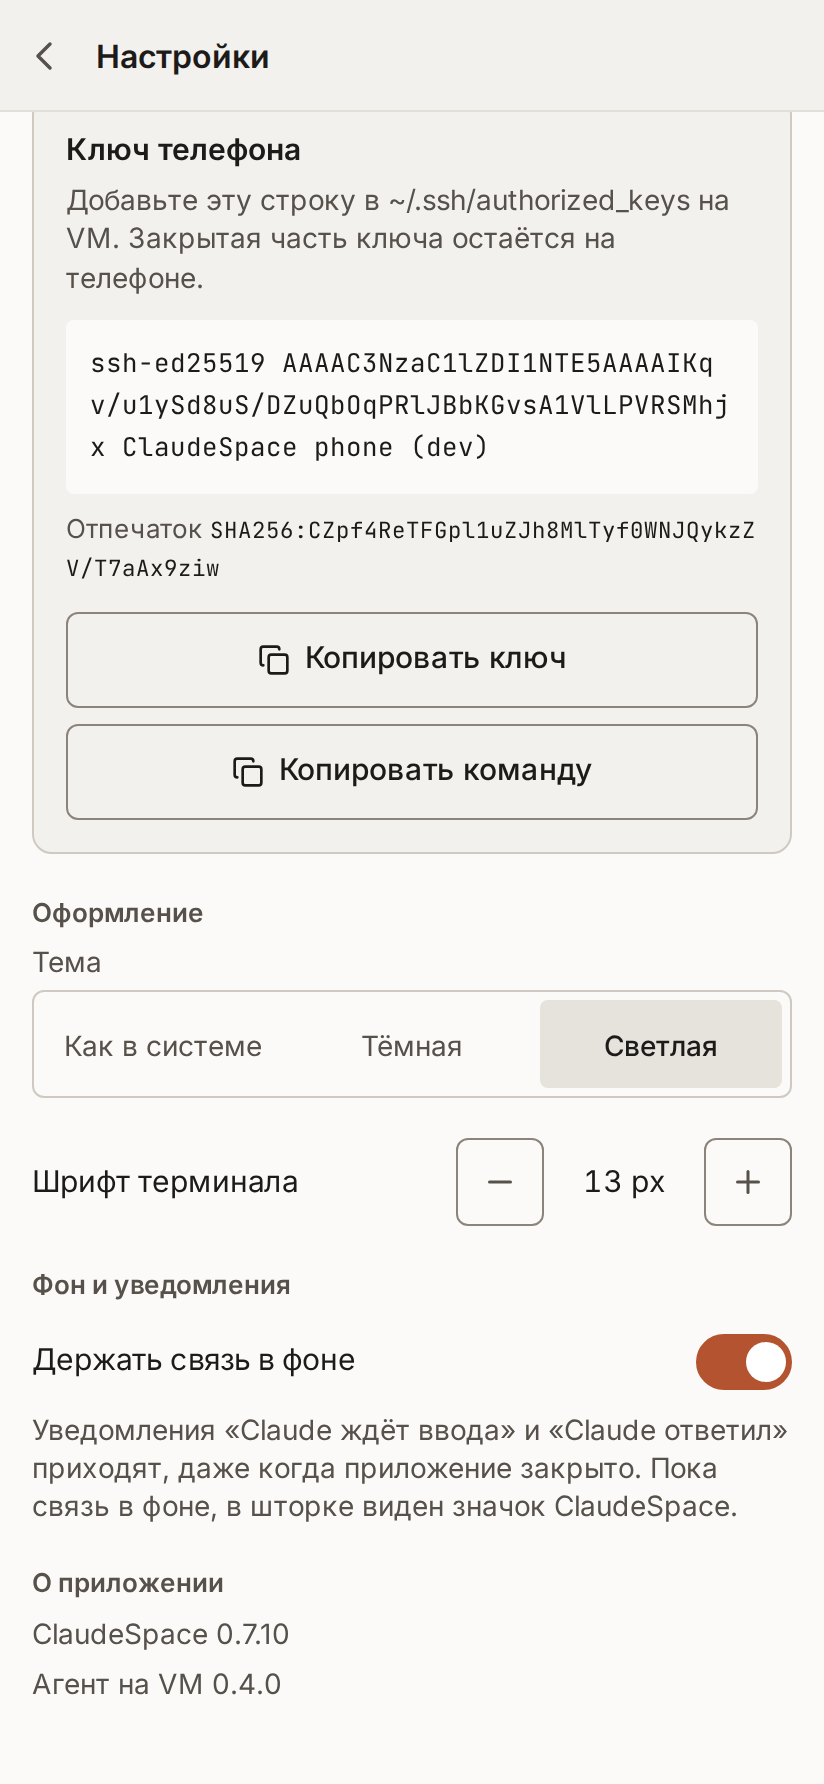 Настройки
Ключ телефона
Добавьте эту строку в ~/.ssh/authorized_keys на
VM. Закрытая часть ключа остаётся на
телефоне.
ssh-ed25519 AAAAC3NzaC1lZDI1NTE5AAAAIKq
v/u1ySd8uS/DZuQbOqPRlJBbKGvsA1VlLPVRSMhj
x ClaudeSpace phone (dev)
Отпечаток SHA256:CZpf4ReTFGpl1uZJh8MlTyf0WNJQykzZ
V/T7aAx9ziw
Копировать ключ
Копировать команду
Оформление
Тема
Как в системе Тёмная Светлая
Шрифт терминала − 13 px +
Фон и уведомления
Держать связь в фоне
Уведомления «Claude ждёт ввода» и «Claude ответил»
приходят, даже когда приложение закрыто. Пока
связь в фоне, в шторке виден значок ClaudeSpace.
О приложении
ClaudeSpace 0.7.10
Агент на VM 0.4.0